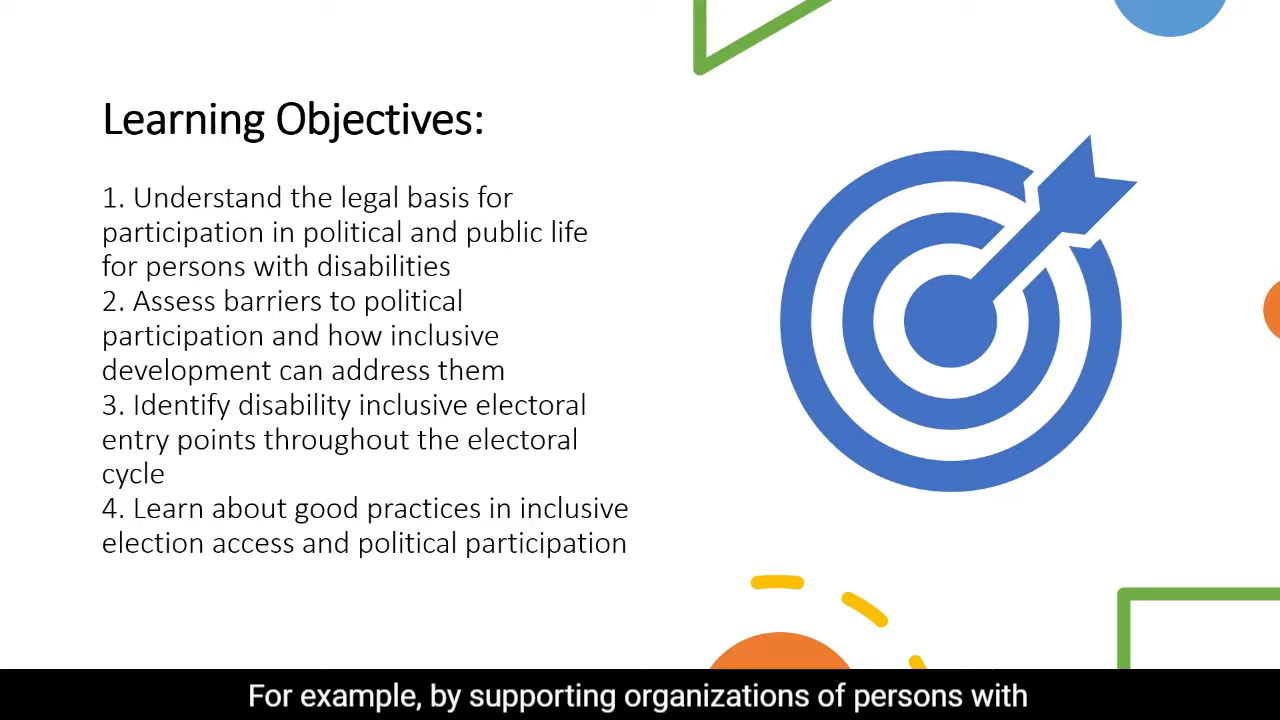 Learning Objectives:
1. Understand the legal basis for
participation in political and public life
for persons with disabilities
2. Assess barriers to political
participation and how inclusive
development can address them
3. Identify disability inclusive electoral
entry points throughout the electoral
cycle
4. Learn about good practices in inclusive
election access and political participation
For example, by supporting organizations of persons with